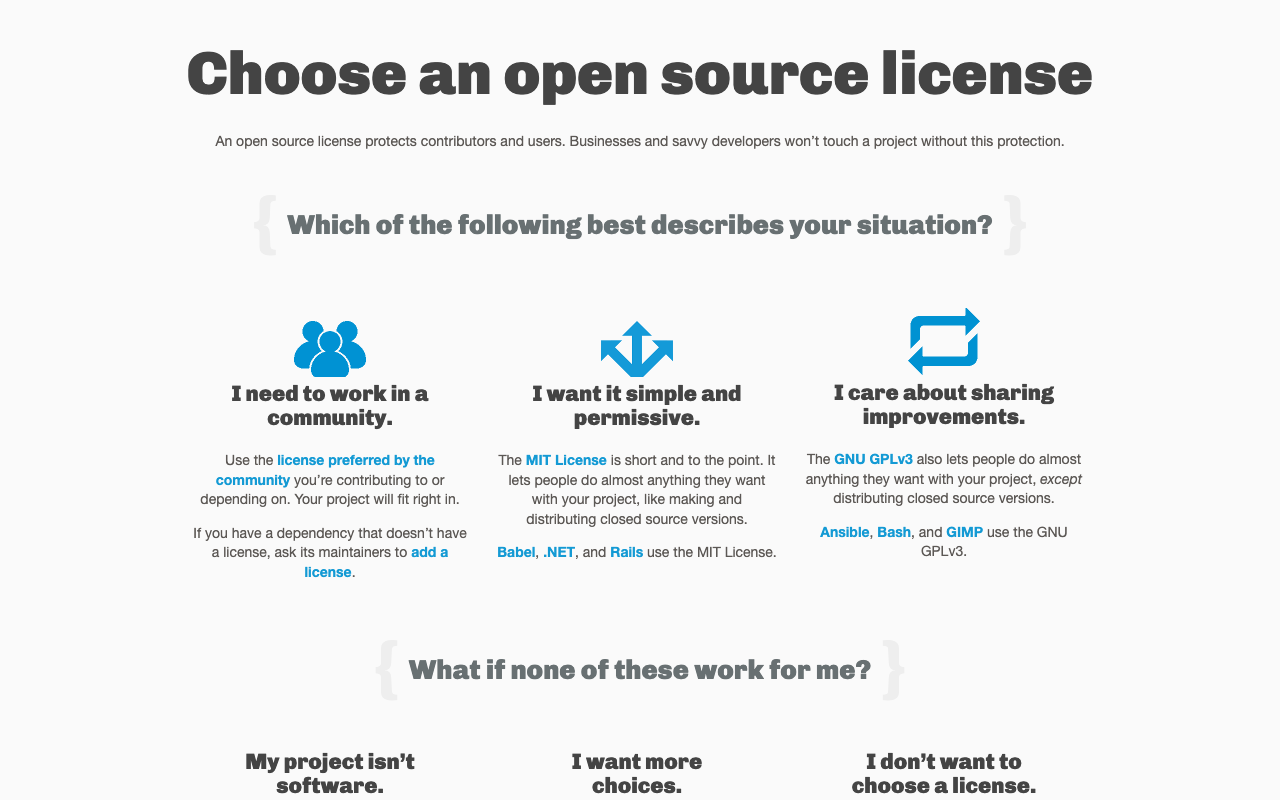 Choose an open source license
An open source license protects contributors and users. Businesses and savvy developers won’t touch a project without this protection.
{ Which of the following best describes your situation? }
I need to work in a
community.
Use the license preferred by the
community you’re contributing to or
depending on. Your project will fit right in.
If you have a dependency that doesn’t have
a license, ask its maintainers to add a
license.
I want it simple and
permissive.
The MIT License is short and to the point. It
lets people do almost anything they want
with your project, like making and
distributing closed source versions.
Babel, .NET, and Rails use the MIT License.
I care about sharing
improvements.
The GNU GPLv3 also lets people do almost
anything they want with your project, except
distributing closed source versions.
Ansible, Bash, and GIMP use the GNU
GPLv3.
{ What if none of these work for me? }
My project isn’t
software.
I want more
choices.
I don’t want to
choose a license.